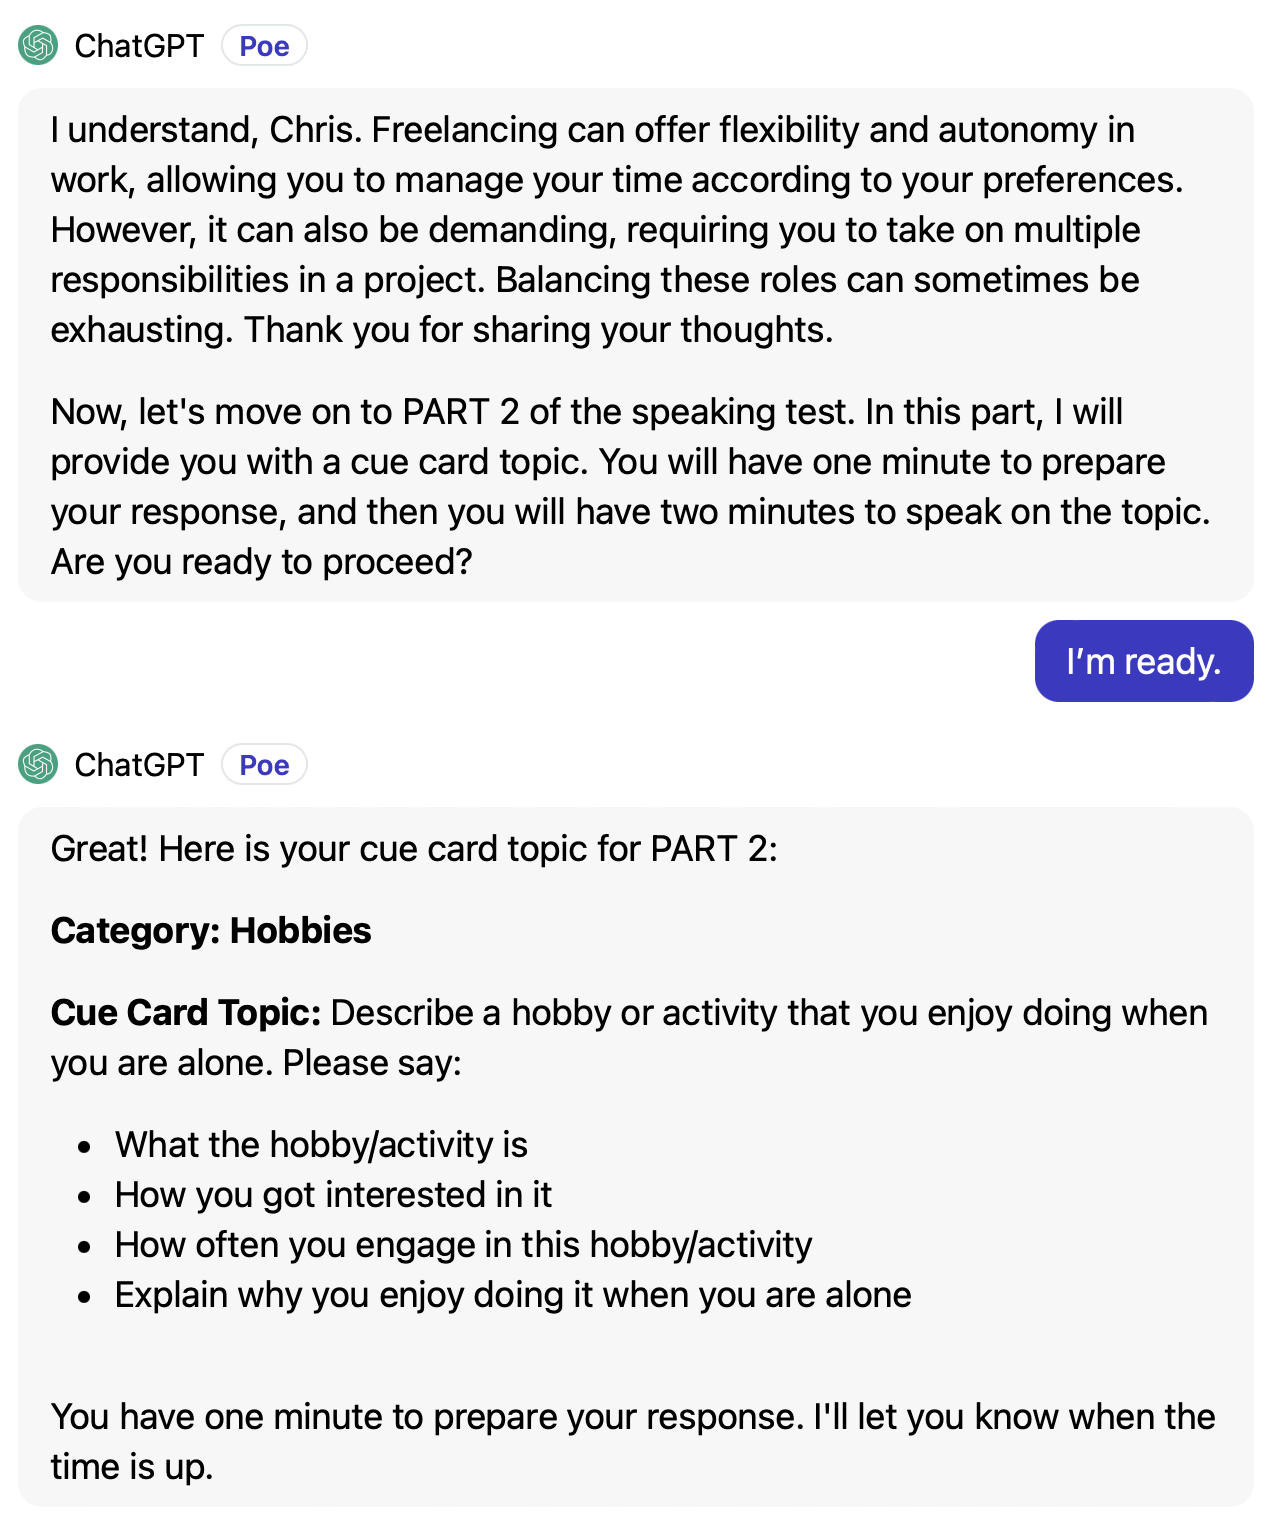 ChatGPT Poe
I understand, Chris. Freelancing can offer flexibility and autonomy in
work, allowing you to manage your time according to your preferences.
However, it can also be demanding, requiring you to take on multiple
responsibilities in a project. Balancing these roles can sometimes be
exhausting. Thank you for sharing your thoughts.
Now, let's move on to PART 2 of the speaking test. In this part, I will
provide you with a cue card topic. You will have one minute to prepare
your response, and then you will have two minutes to speak on the topic.
Are you ready to proceed?
I’m ready.
ChatGPT Poe
Great! Here is your cue card topic for PART 2:
Category: Hobbies
Cue Card Topic: Describe a hobby or activity that you enjoy doing when
you are alone. Please say:
• What the hobby/activity is
• How you got interested in it
• How often you engage in this hobby/activity
• Explain why you enjoy doing it when you are alone
You have one minute to prepare your response. I'll let you know when the
time is up.